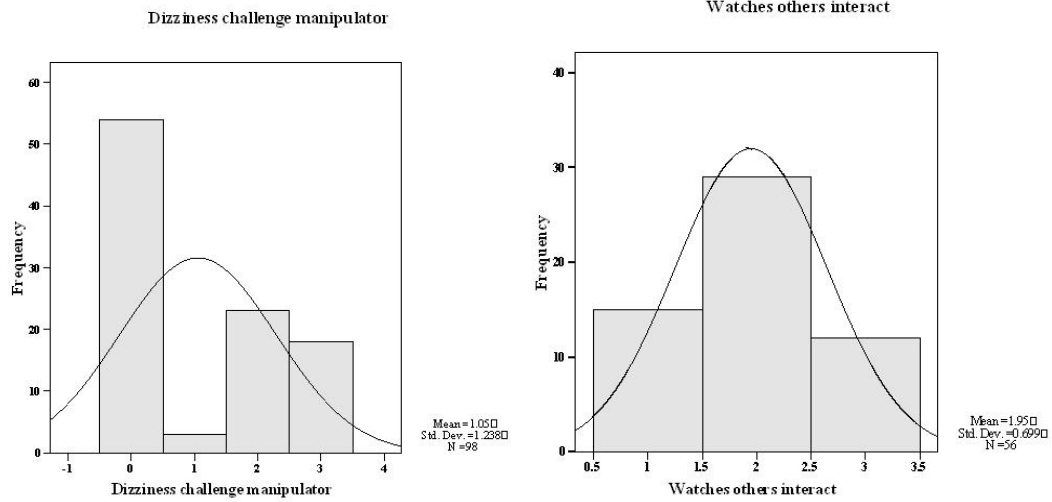 Dizziness challenge manipulator
60
50
40
30
20
10
0
Frequency
-1 0 1 2 3 4
Dizziness challenge manipulator
Mean =1.05
Std. Dev. =1.238
N =98
Watches others interact
40
30
20
10
0
Frequency
0.5 1 1.5 2 2.5 3 3.5
Watches others interact
Mean =1.95
Std. Dev. =0.699
N =56